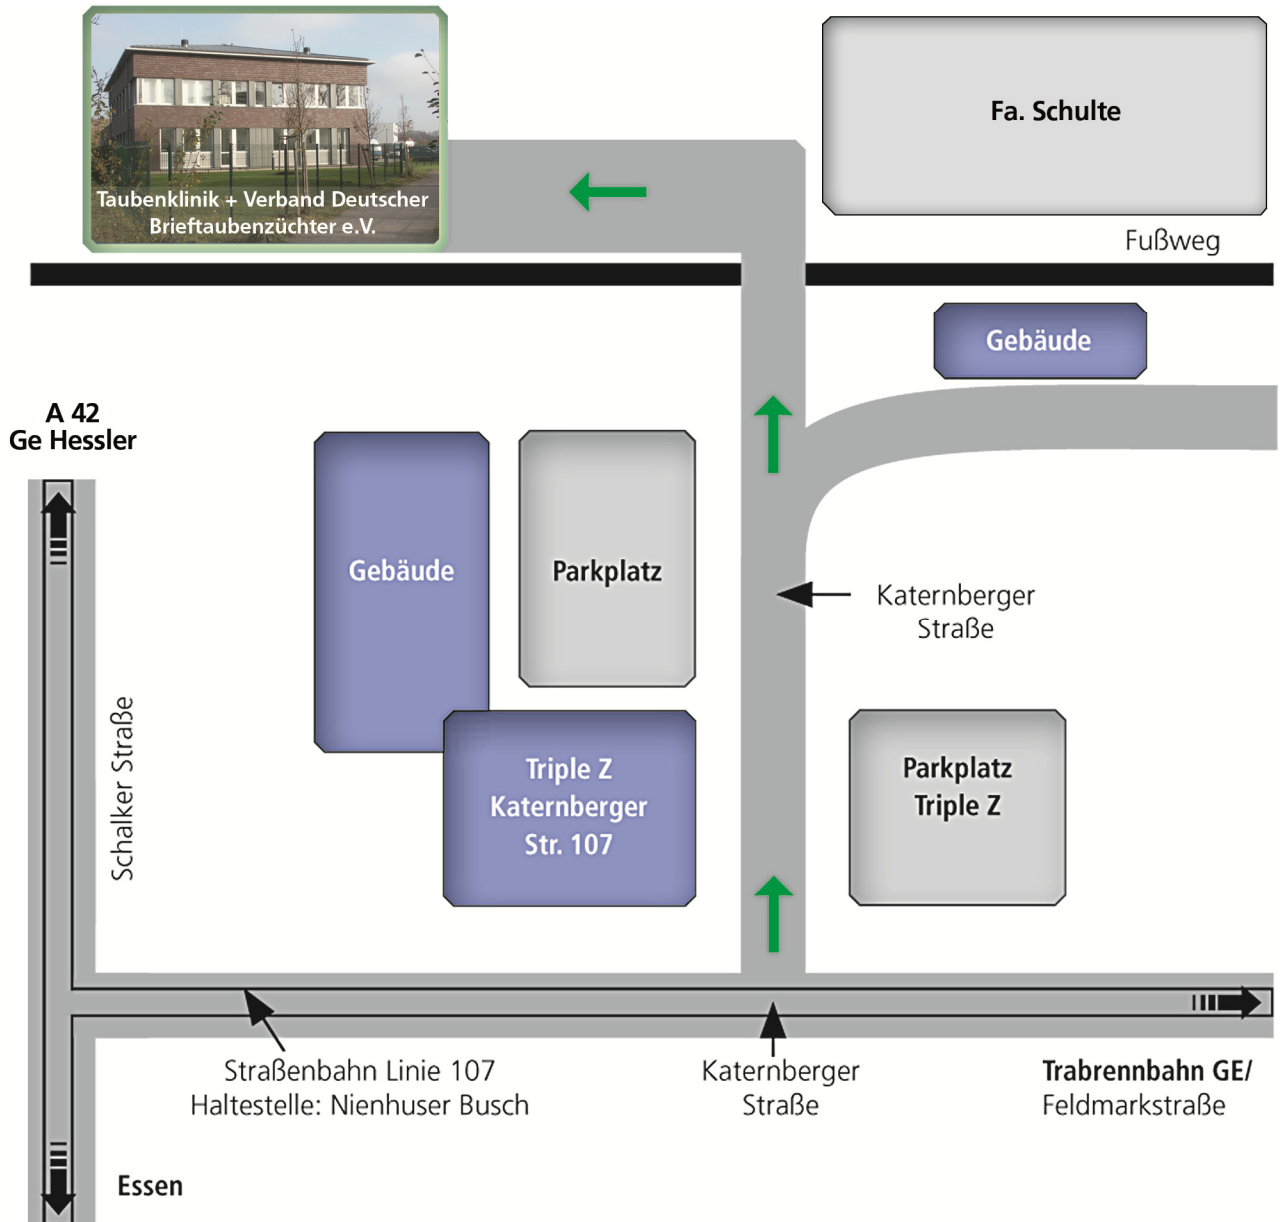 Fa. Schulte
Taubenklinik + Verband Deutscher
Brieftaubenzüchter e.V.
Fußweg
Gebäude
A 42
Ge Hessler
Gebäude
Parkplatz
Katernberger
Straße
Schalker Straße
Triple Z
Katernberger
Str. 107
Parkplatz
Triple Z
Straßenbahn Linie 107
Haltestelle: Nienhuser Busch
Katernberger
Straße
Trabrennbahn GE/
Feldmarkstraße
Essen